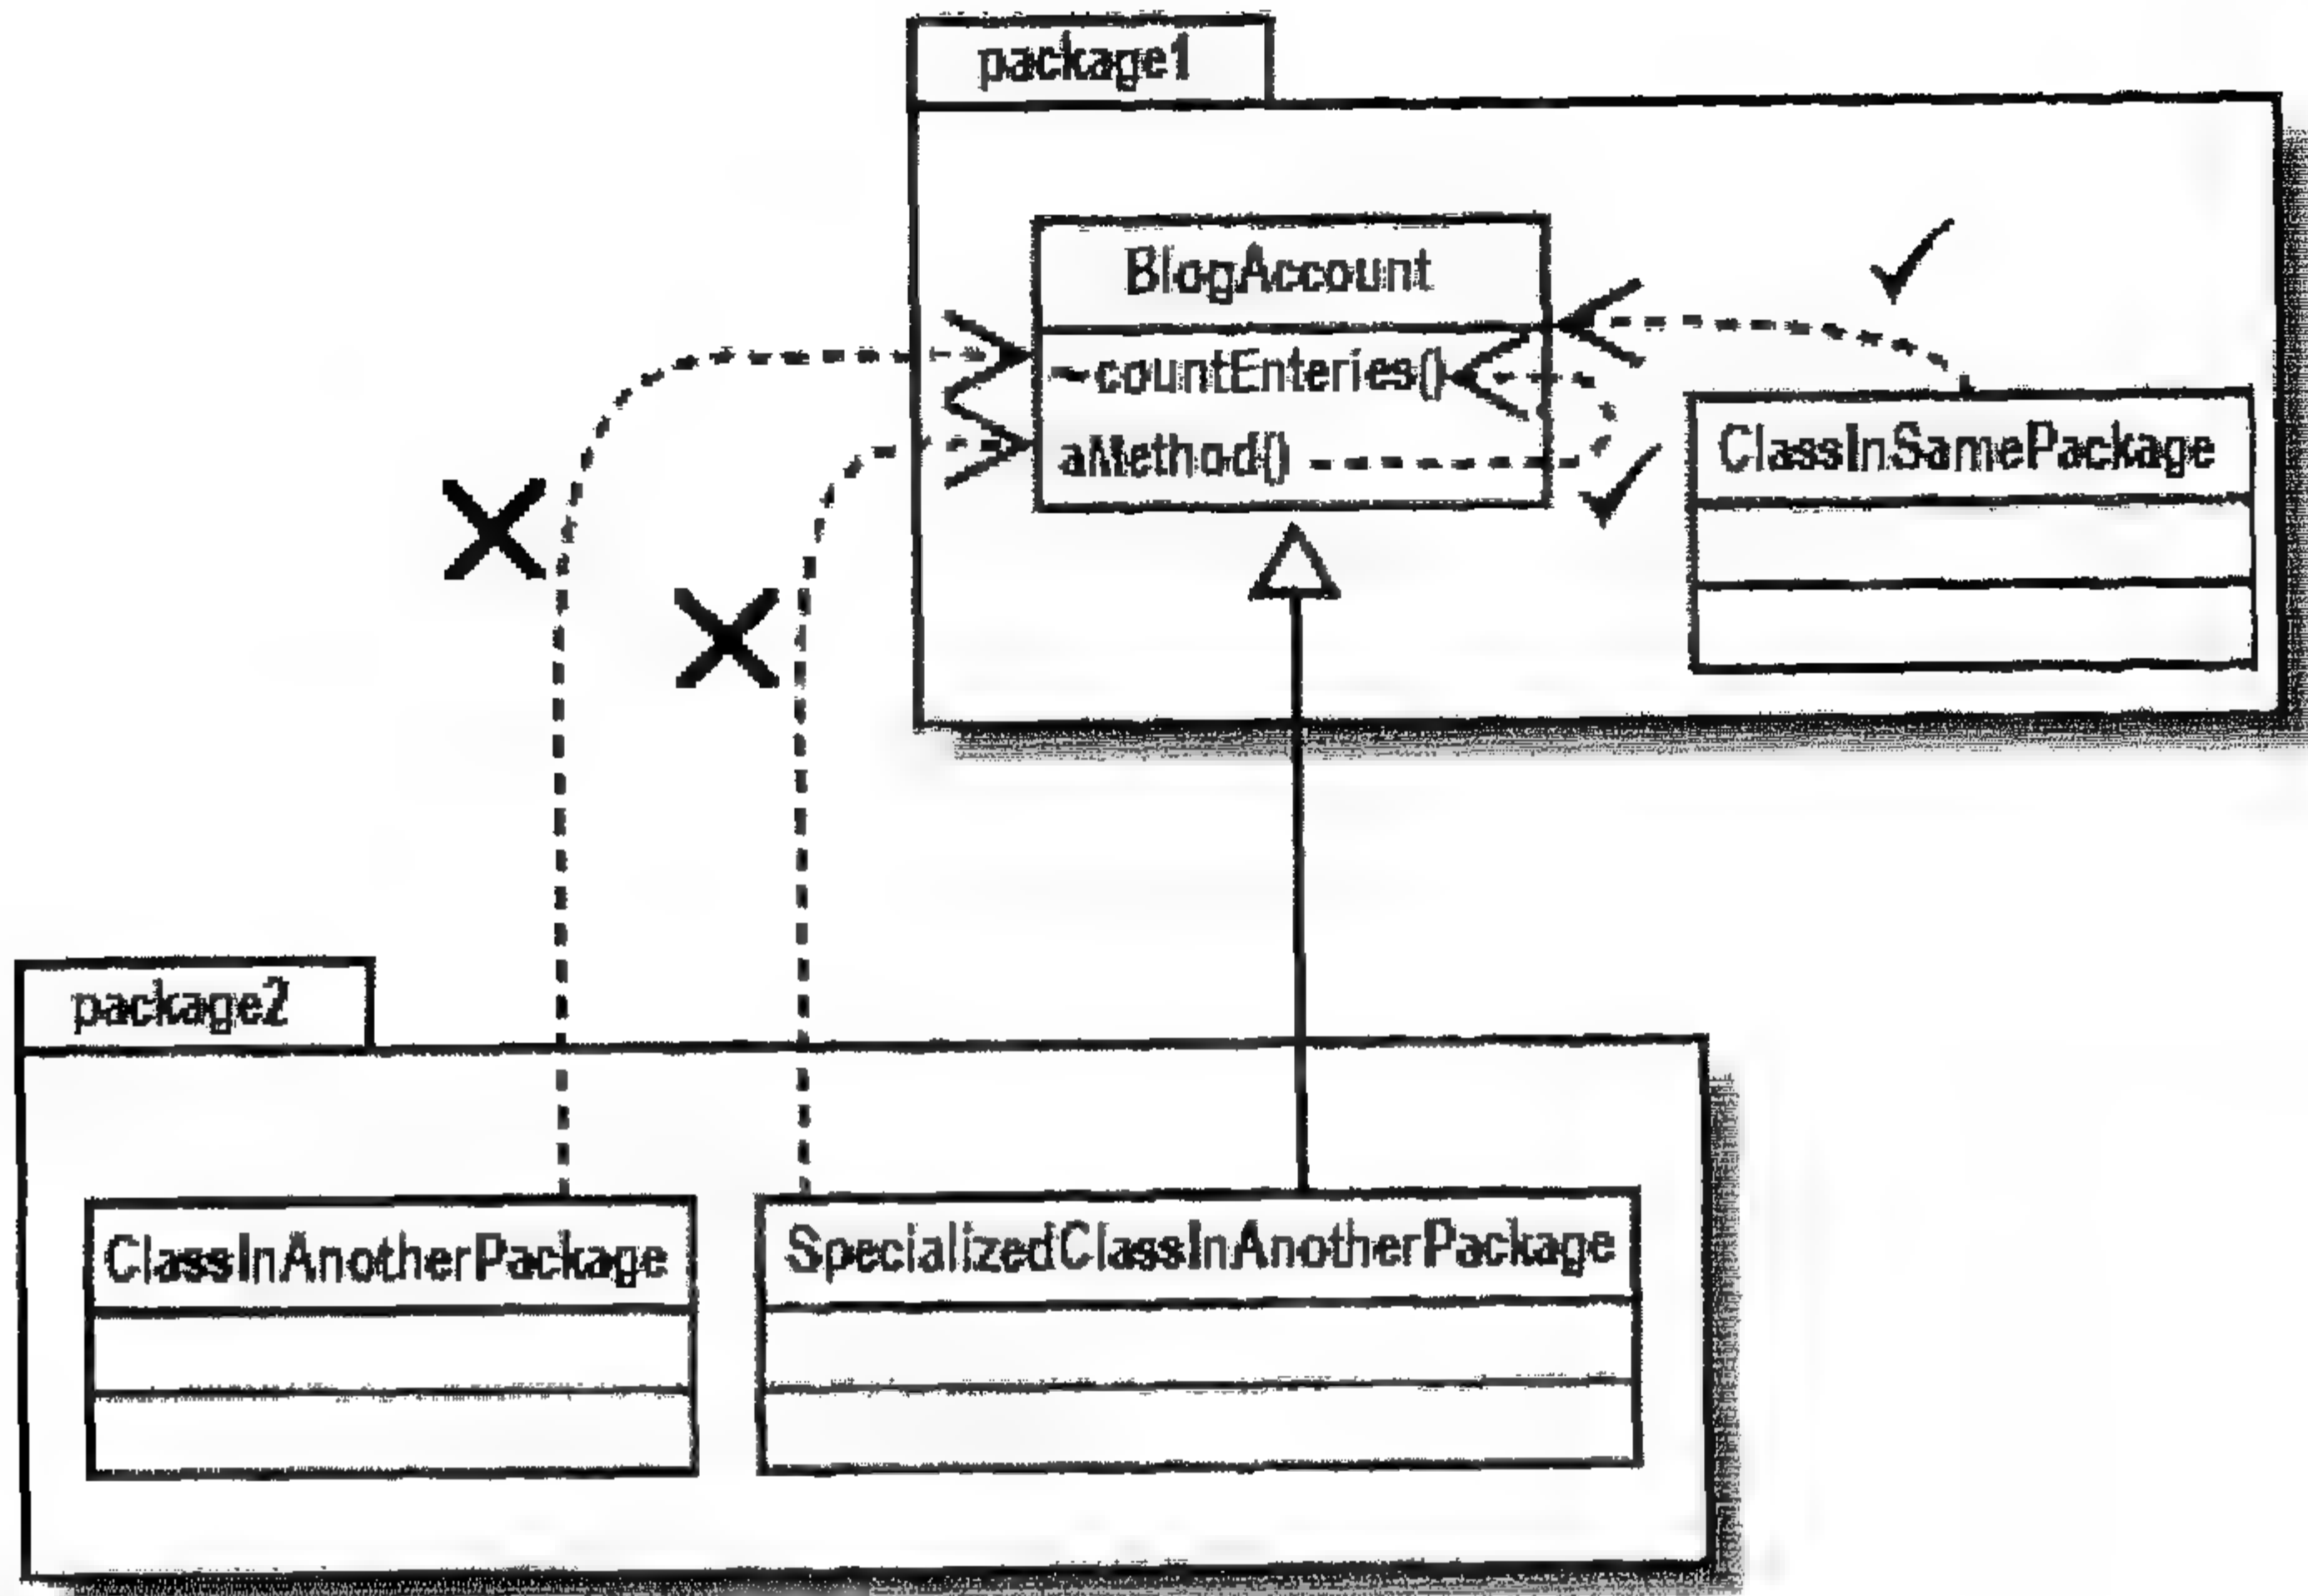 package1
BlogAccount
~countEnteries()
aMethod()
ClassInSamePackage
package2
ClassInAnotherPackage
SpecializedClassInAnotherPackage